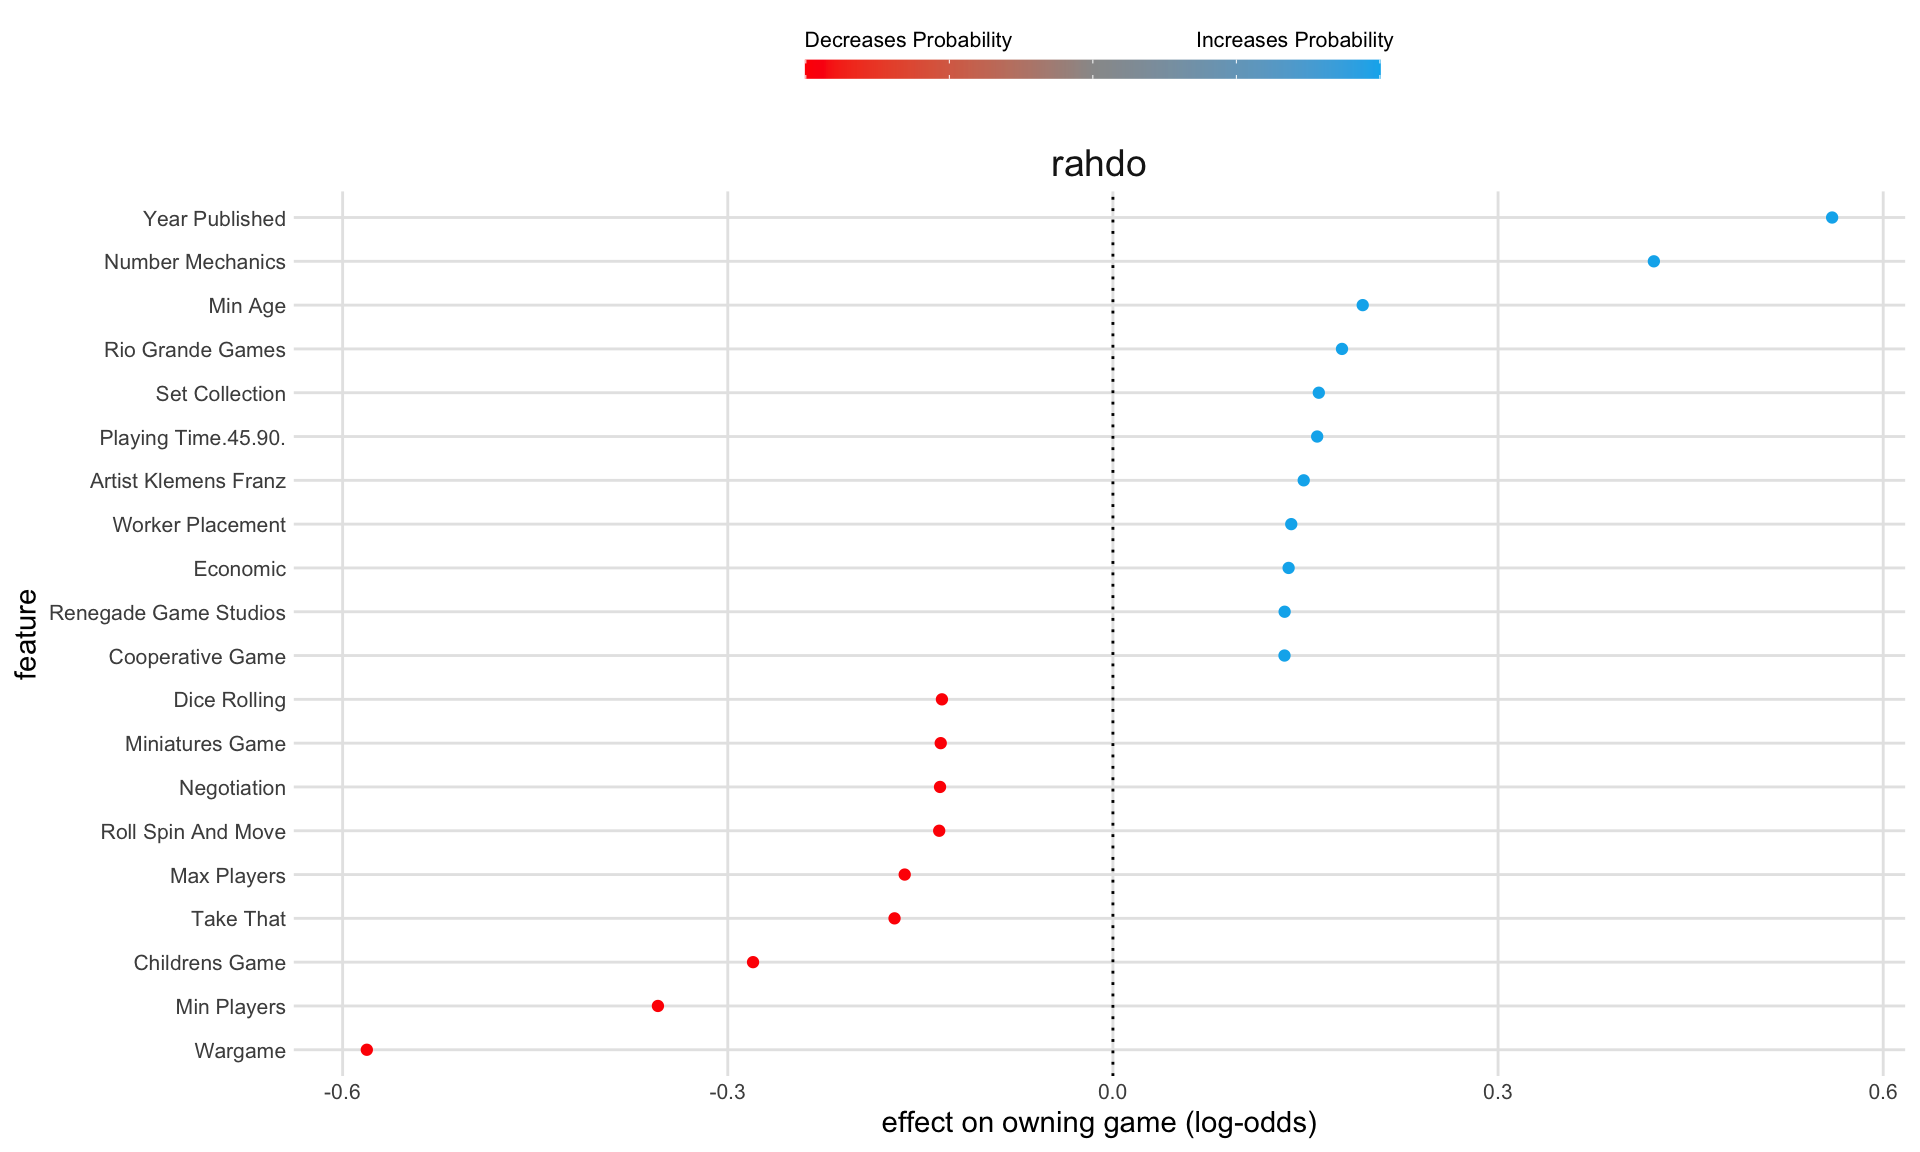 Decreases Probability Increases Probability
rahdo
Year Published
Number Mechanics
Min Age
Rio Grande Games
Set Collection
Playing Time.45.90.
Artist Klemens Franz
Worker Placement
Economic
Renegade Game Studios
Cooperative Game
Dice Rolling
Miniatures Game
Negotiation
Roll Spin And Move
Max Players
Take That
Childrens Game
Min Players
Wargame
feature
-0.6 -0.3 0.0 0.3 0.6
effect on owning game (log-odds)